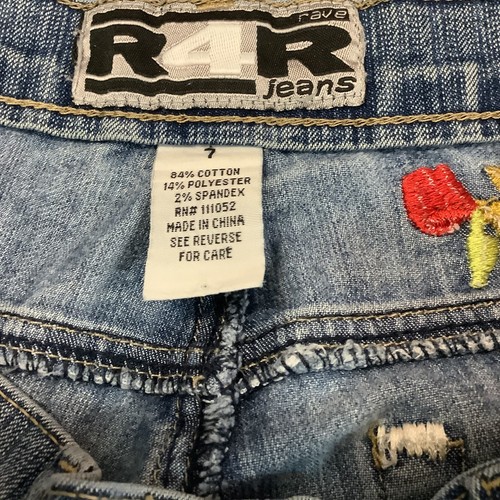 rave
R4R
jeans
7
84% COTTON
14% POLYESTER
2% SPANDEX
RN# 111052
MADE IN CHINA
SEE REVERSE
FOR CARE